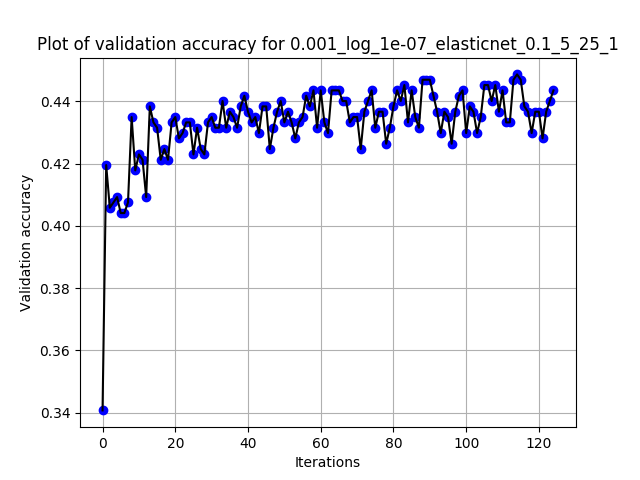 Plot of validation accuracy for 0.001_log_1e-07_elasticnet_0.1_5_25_1
Validation accuracy
0.44
0.42
0.40
0.38
0.36
0.34
0 20 40 60 80 100 120
Iterations